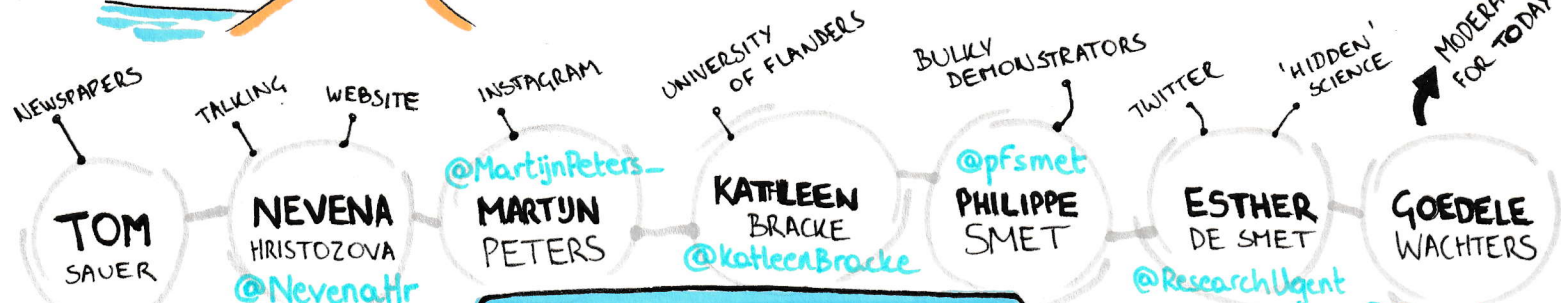 NEWSPAPERS
TOM
SAUER
TALKING
WEBSITE
NEVENA
HRISTOZOVA
@NevenaHr
INSTAGRAM
@MartijnPeters_
MARTIJN
PETERS
UNIVERSITY
OF FLANDERS
KATHLEEN
BRACKE
@KatleenBracke
BULKY
DEMONSTRATORS
@pfsmet
PHILIPPE
SMET
TWITTER
'HIDDEN'
SCIENCE
ESTHER
DE SMET
@ResearchUgent
FOR TODAY
GOEDELE
WACHTERS